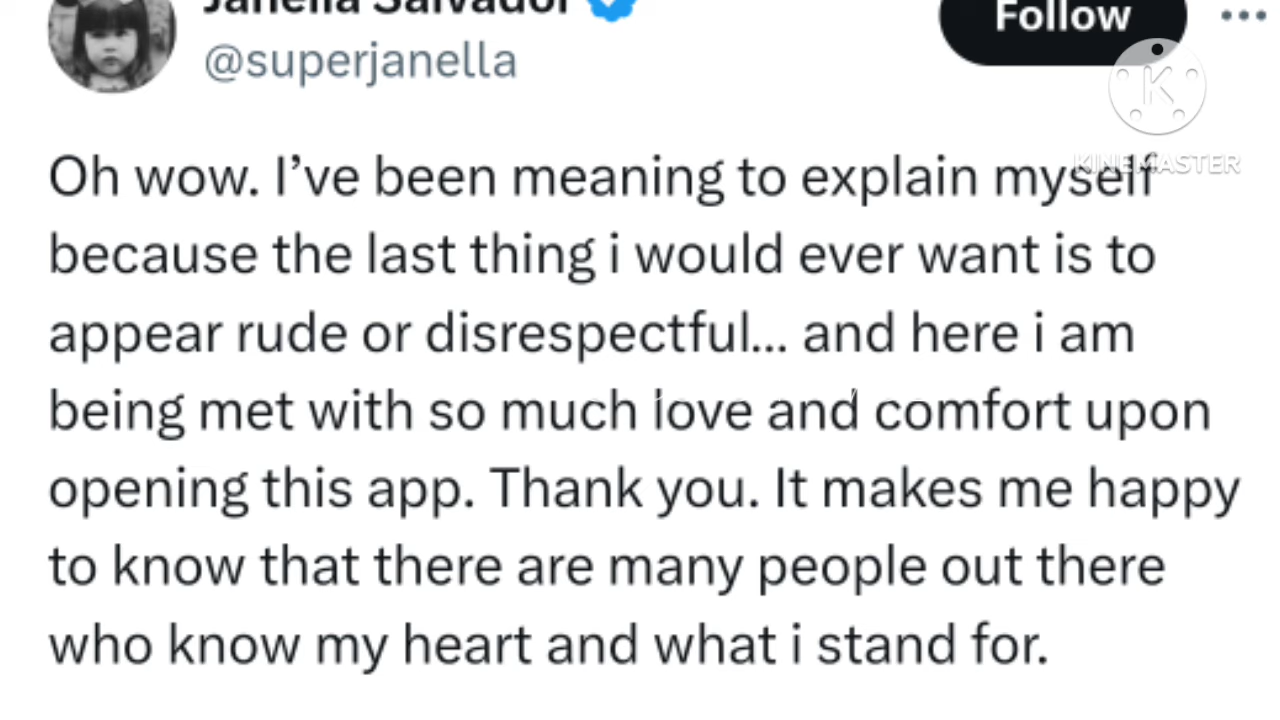 Janella Salvador
@superjanella
Follow
K
KINEMASTER
Oh wow. I’ve been meaning to explain myself
because the last thing i would ever want is to
appear rude or disrespectful... and here i am
being met with so much love and comfort upon
opening this app. Thank you. It makes me happy
to know that there are many people out there
who know my heart and what i stand for.